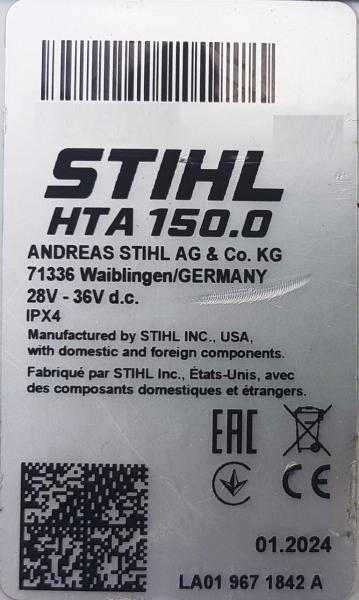 STIHL
HTA 150.0
ANDREAS STIHL AG & Co. KG
71336 Waiblingen/GERMANY
28V - 36V d.c.
IPX4
Manufactured by STIHL INC., USA,
with domestic and foreign components.
Fabriqué par STIHL Inc., États-Unis, avec
des composants domestiques et étrangers.
EAC
CE
01.2024
LA01 967 1842 A